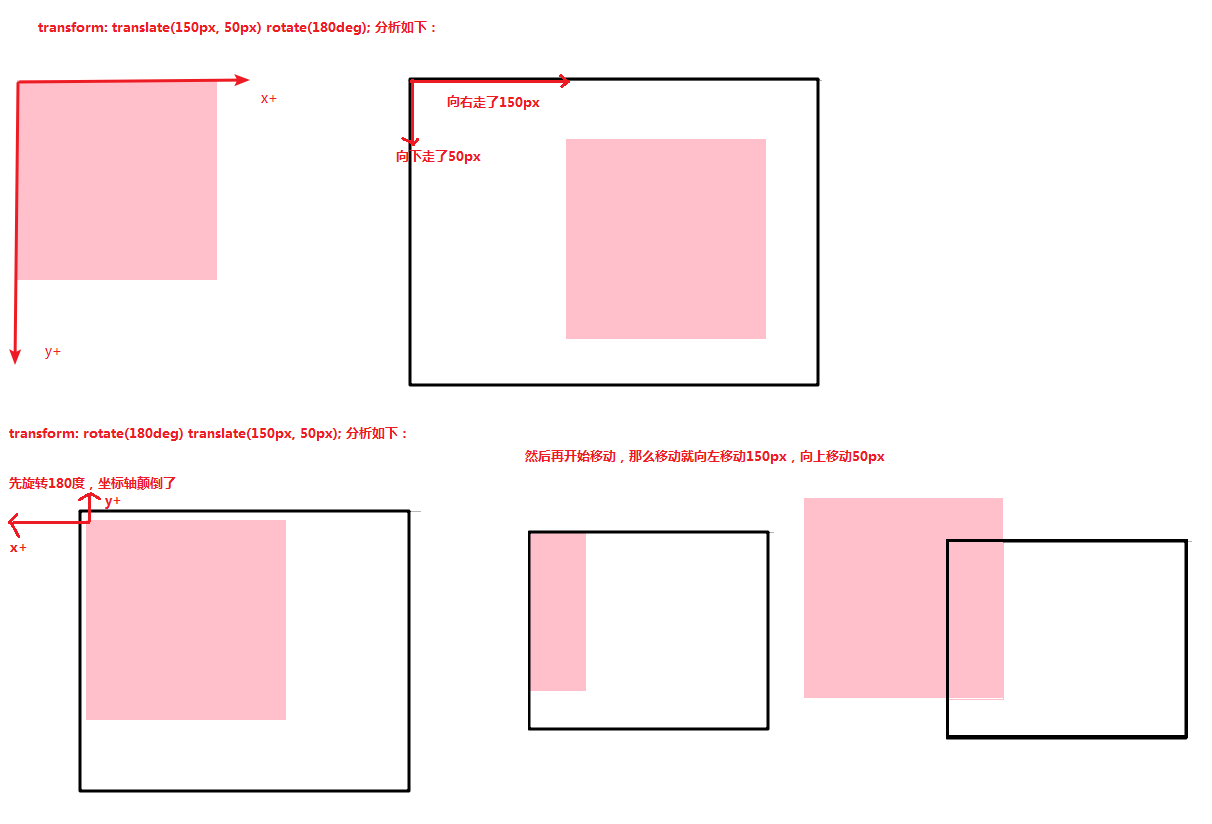 transform: translate(150px, 50px) rotate(180deg); 分析如下：
x+
向右走了150px
向下走了50px
y+
transform: rotate(180deg) translate(150px, 50px); 分析如下：
然后再开始移动，那么移动就向左移动150px，向上移动50px
先旋转180度，坐标轴颠倒了
y+
x+